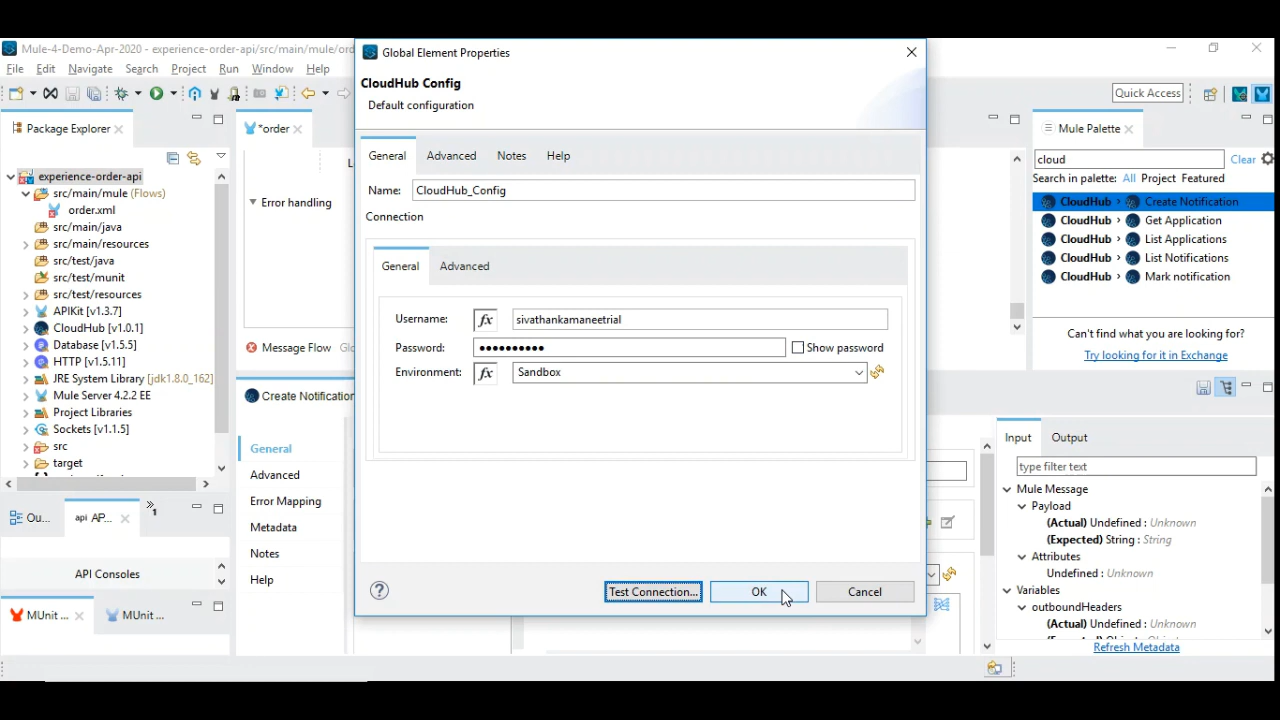 Mule-4-Demo-Apr-2020 - experience-order-api/src/main/mule/ord
File Edit Navigate Search Project Run Window Help
Quick Access
Package Explorer
experience-order-api
src/main/mule (Flows)
order.xml
src/main/java
src/main/resources
src/test/java
src/test/munit
src/test/resources
APIKit [v1.3.7]
CloudHub [v1.0.1]
Database [v1.5.5]
HTTP [v1.5.11]
JRE System Library [jdk1.8.0_162]
Mule Server 4.2.2 EE
Project Libraries
Sockets [v1.1.5]
src
target
Ou...
api AP...
1
API Consoles
MUnit ...
MUnit ...
*order
Error handling
Message Flow
Create Notification
General
Advanced
Error Mapping
Metadata
Notes
Help
Global Element Properties
CloudHub Config
Default configuration
General Advanced Notes Help
Name: CloudHub_Config
Connection
General Advanced
Username: fx sivathankamaneetrial
Password: ●●●●●●●●●● Show password
Environment: fx Sandbox
Test Connection... OK Cancel
Mule Palette
cloud Clear
Search in palette: All Project Featured
CloudHub › Create Notification
CloudHub › Get Application
CloudHub › List Applications
CloudHub › List Notifications
CloudHub › Mark notification
Can't find what you are looking for?
Try looking for it in Exchange
Input Output
type filter text
Mule Message
Payload
(Actual) Undefined : Unknown
(Expected) String : String
Attributes
Undefined : Unknown
Variables
outboundHeaders
(Actual) Undefined : Unknown
Refresh Metadata